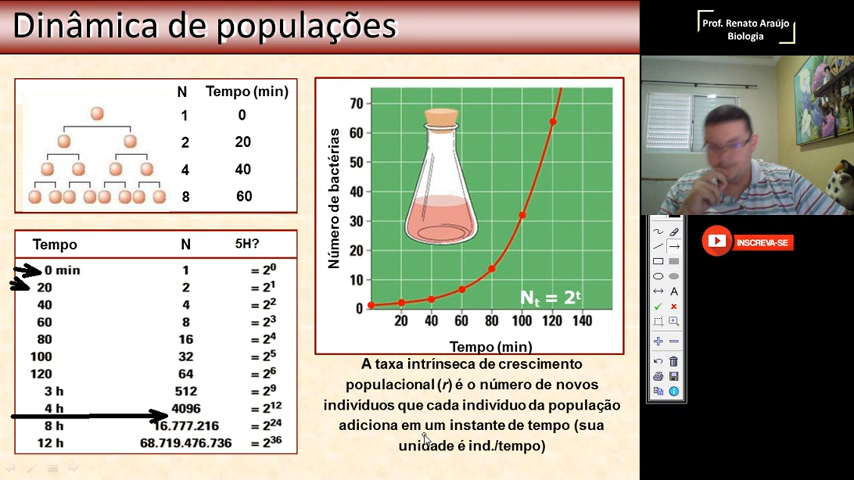 Dinâmica de populações
Prof. Renato Araújo
Biologia
N Tempo (min)
1 0
2 20
4 40
8 60
Tempo N 5H?
0 min 1 = 2⁰
20 2 = 2¹
40 4 = 2²
60 8 = 2³
80 16 = 2⁴
100 32 = 2⁵
120 64 = 2⁶
3 h 512 = 2⁹
4 h 4096 = 2¹²
8 h 16.777.216 = 2²⁴
12 h 68.719.476.736 = 2³⁶
Número de bactérias
70
60
50
40
30
20
10
0
Nₜ = 2ᵗ
20 40 60 80 100 120 140
Tempo (min)
A taxa intrínseca de crescimento
populacional (r) é o número de novos
indivíduos que cada indivíduo da população
adiciona em um instante de tempo (sua
unidade é ind./tempo)
INSCREVA-SE
A